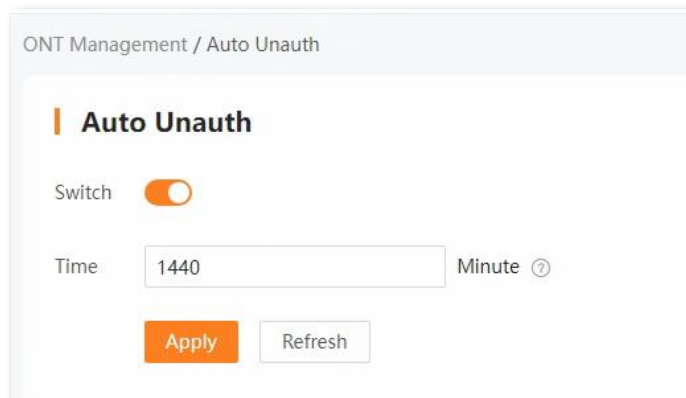 ONT Management / Auto Unauth
Auto Unauth
Switch
Time 1440 Minute ?
Apply Refresh